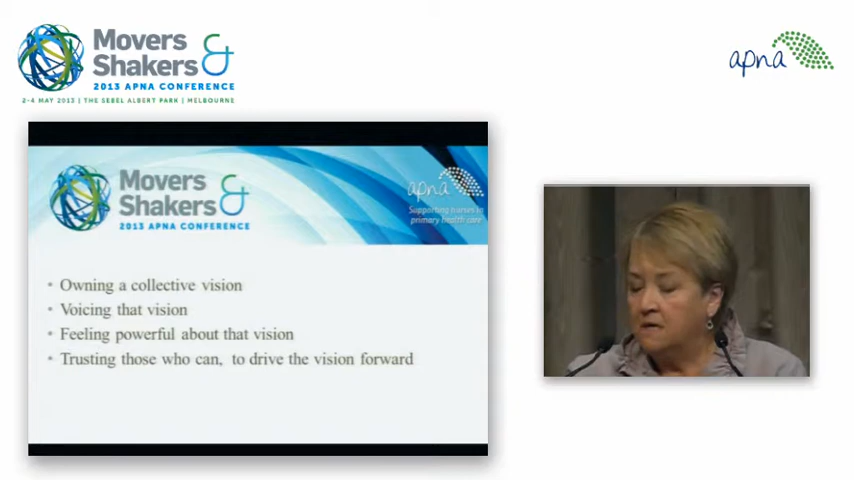 Movers &
Shakers
2013 APNA CONFERENCE
2-4 MAY 2013 | THE SEBEL ALBERT PARK | MELBOURNE
apna
Movers &
Shakers
2013 APNA CONFERENCE
apna
Supporting nurses in
primary health care
• Owning a collective vision
• Voicing that vision
• Feeling powerful about that vision
• Trusting those who can, to drive the vision forward